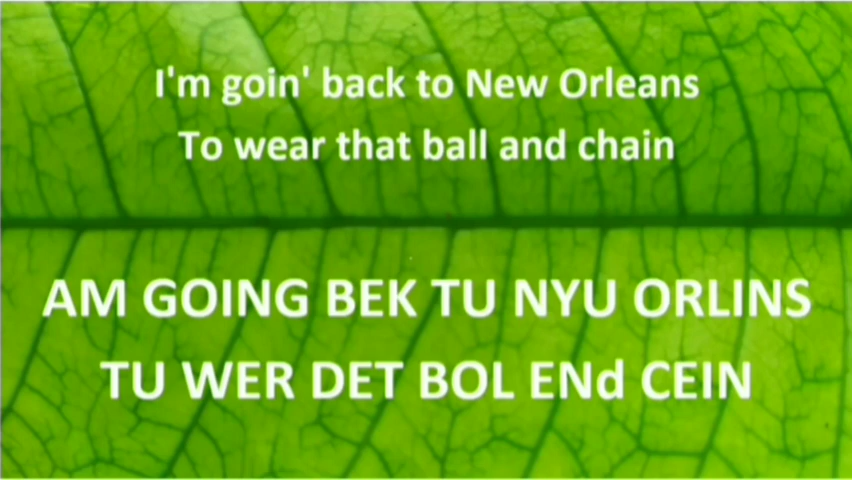 I'm goin' back to New Orleans
To wear that ball and chain
AM GOING BEK TU NYU ORLINS
TU WER DET BOL ENd CEIN